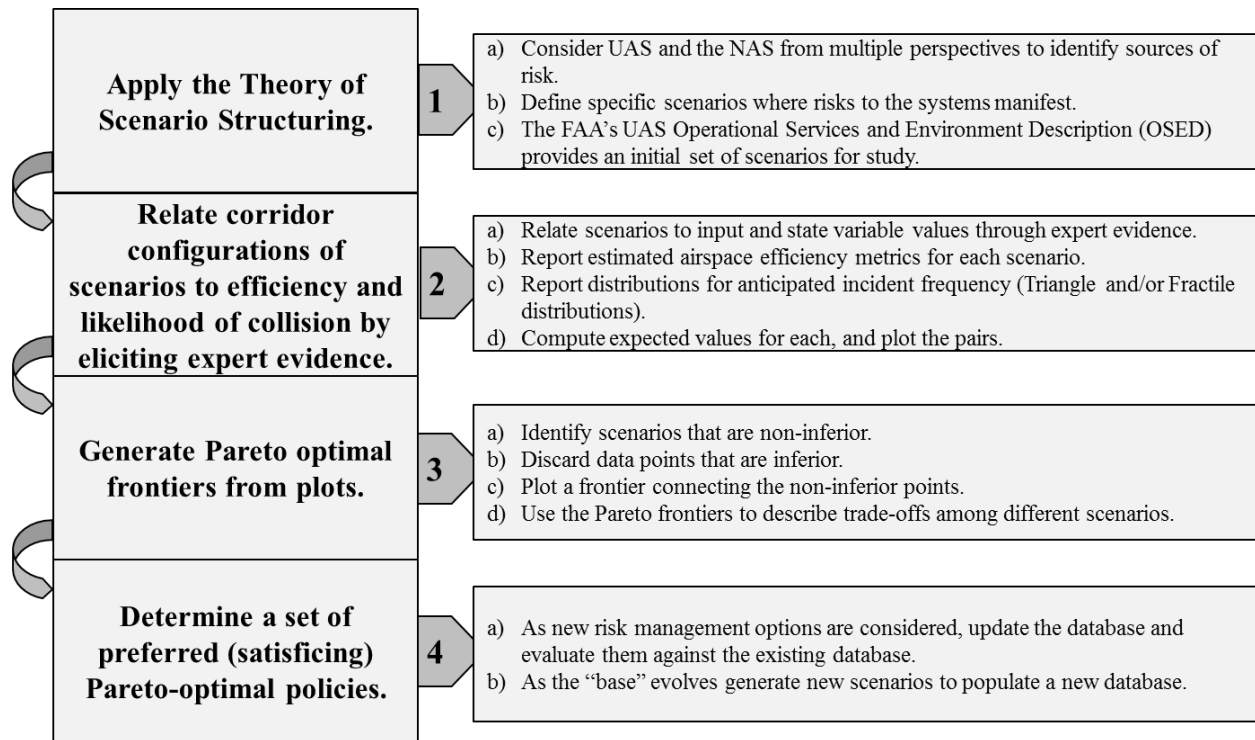 Apply the Theory of
Scenario Structuring.
1
a) Consider UAS and the NAS from multiple perspectives to identify sources of
risk.
b) Define specific scenarios where risks to the systems manifest.
c) The FAA's UAS Operational Services and Environment Description (OSED)
provides an initial set of scenarios for study.
Relate corridor
configurations of
scenarios to efficiency and
likelihood of collision by
eliciting expert evidence.
2
a) Relate scenarios to input and state variable values through expert evidence.
b) Report estimated airspace efficiency metrics for each scenario.
c) Report distributions for anticipated incident frequency (Triangle and/or Fractile
distributions).
d) Compute expected values for each, and plot the pairs.
Generate Pareto optimal
frontiers from plots.
3
a) Identify scenarios that are non-inferior.
b) Discard data points that are inferior.
c) Plot a frontier connecting the non-inferior points.
d) Use the Pareto frontiers to describe trade-offs among different scenarios.
Determine a set of
preferred (satisficing)
Pareto-optimal policies.
4
a) As new risk management options are considered, update the database and
evaluate them against the existing database.
b) As the “base” evolves generate new scenarios to populate a new database.